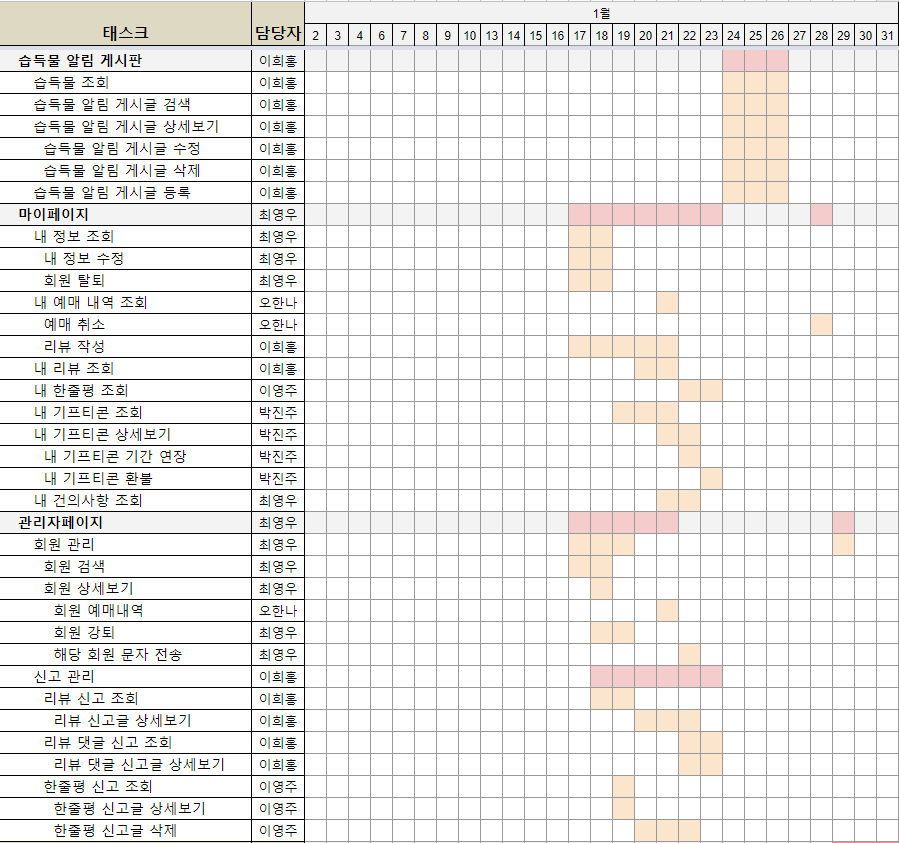 1월
태스크 담당자 2 3 4 5 6 7 8 9 10 13 14 15 16 17 18 19 20 21 22 23 24 25 26 27 28 29 30 31
습득물 알림 게시판 이희홍
습득물 조회 이희홍
습득물 알림 게시글 검색 이희홍
습득물 알림 게시글 상세보기 이희홍
습득물 알림 게시글 수정 이희홍
습득물 알림 게시글 삭제 이희홍
습득물 알림 게시글 등록 이희홍
마이페이지 최영우
내 정보 조회 최영우
내 정보 수정 최영우
회원 탈퇴 최영우
내 예매 내역 조회 오한나
예매 취소 오한나
리뷰 작성 이희홍
내 리뷰 조회 이희홍
내 한줄평 조회 이영주
내 기프티콘 조회 박진주
내 기프티콘 상세보기 박진주
내 기프티콘 기간 연장 박진주
내 기프티콘 환불 박진주
내 건의사항 조회 최영우
관리자페이지 최영우
회원 관리 최영우
회원 검색 최영우
회원 상세보기 최영우
회원 예매내역 오한나
회원 강퇴 최영우
해당 회원 문자 전송 최영우
신고 관리 이희홍
리뷰 신고 조회 이희홍
리뷰 신고글 상세보기 이희홍
리뷰 댓글 신고 조회 이희홍
리뷰 댓글 신고글 상세보기 이희홍
한줄평 신고 조회 이영주
한줄평 신고글 상세보기 이영주
한줄평 신고글 삭제 이영주